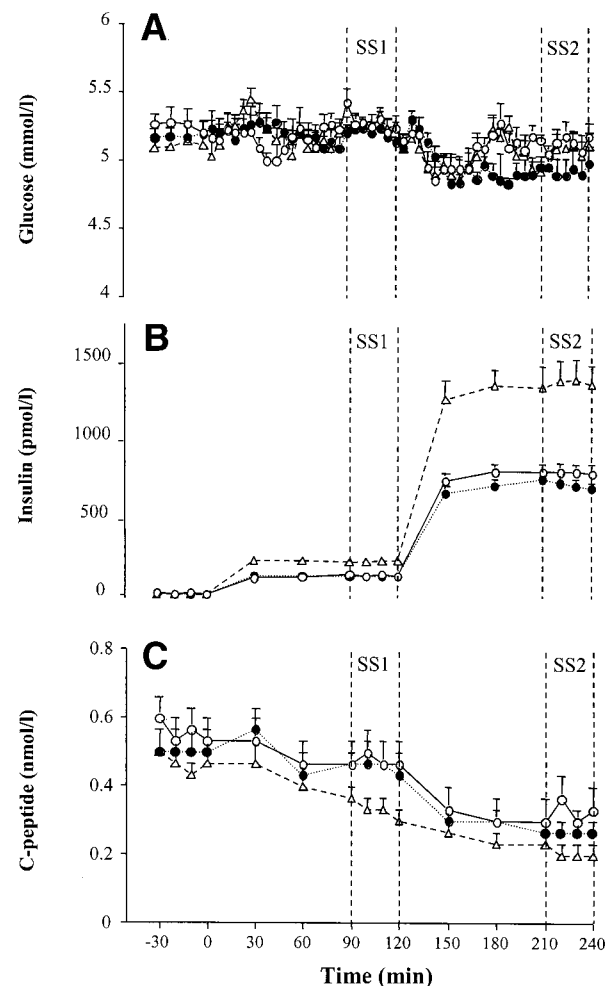 A
SS1
SS2
6
5.5
5
4.5
4
Glucose (mmol/l)
B
SS1
SS2
1500
1000
500
0
Insulin (pmol/l)
C
SS1
SS2
0.8
0.6
0.4
0.2
0
C-peptide (nmol/l)
-30 0 30 60 90 120 150 180 210 240
Time (min)